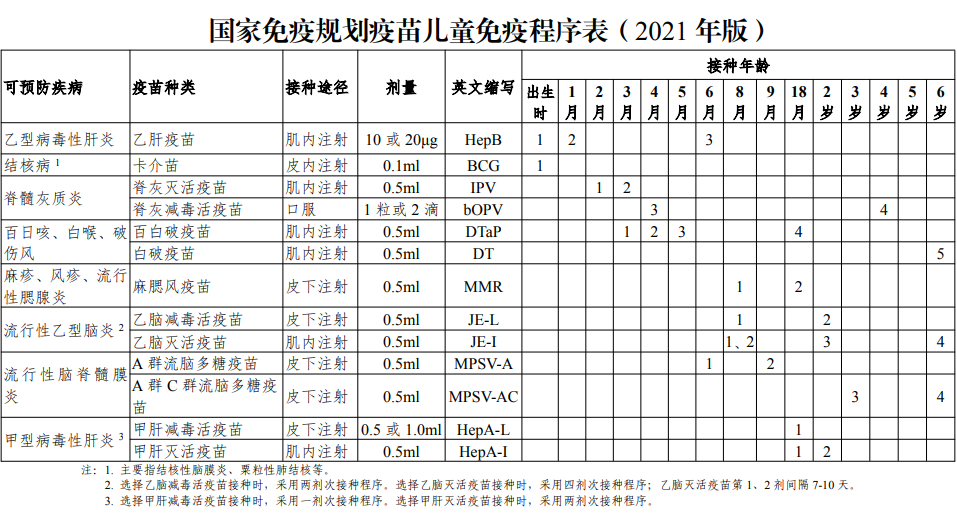 国家免疫规划疫苗儿童免疫程序表（2021 年版）
可预防疾病 疫苗种类 接种途径 剂量 英文缩写 接种年龄
出生时 1月 2月 3月 4月 5月 6月 8月 9月 18月 2岁 3岁 4岁 5岁 6岁
乙型病毒性肝炎 乙肝疫苗 肌内注射 10 或 20μg HepB 1 2 3
结核病 1 卡介苗 皮内注射 0.1ml BCG 1
脊髓灰质炎 脊灰灭活疫苗 肌内注射 0.5ml IPV 1 2
脊灰减毒活疫苗 口服 1 粒或 2 滴 bOPV 3 4
百日咳、白喉、破伤风 百白破疫苗 肌内注射 0.5ml DTaP 1 2 3 4
白破疫苗 肌内注射 0.5ml DT 5
麻疹、风疹、流行性腮腺炎 麻腮风疫苗 皮下注射 0.5ml MMR 1 2
流行性乙型脑炎 2 乙脑减毒活疫苗 皮下注射 0.5ml JE-L 1 2
乙脑灭活疫苗 肌内注射 0.5ml JE-I 1、2 3 4
流行性脑脊髓膜炎 A 群流脑多糖疫苗 皮下注射 0.5ml MPSV-A 1 2
A 群 C 群流脑多糖疫苗 皮下注射 0.5ml MPSV-AC 3 4
甲型病毒性肝炎 3 甲肝减毒活疫苗 皮下注射 0.5 或 1.0ml HepA-L 1
甲肝灭活疫苗 肌内注射 0.5ml HepA-I 1 2
注：1. 主要指结核性脑膜炎、粟粒性肺结核等。
2. 选择乙脑减毒活疫苗接种时，采用两剂次接种程序。选择乙脑灭活疫苗接种时，采用四剂次接种程序；乙脑灭活疫苗第 1、2 剂间隔 7-10 天。
3. 选择甲肝减毒活疫苗接种时，采用一剂次接种程序。选择甲肝灭活疫苗接种时，采用两剂次接种程序。